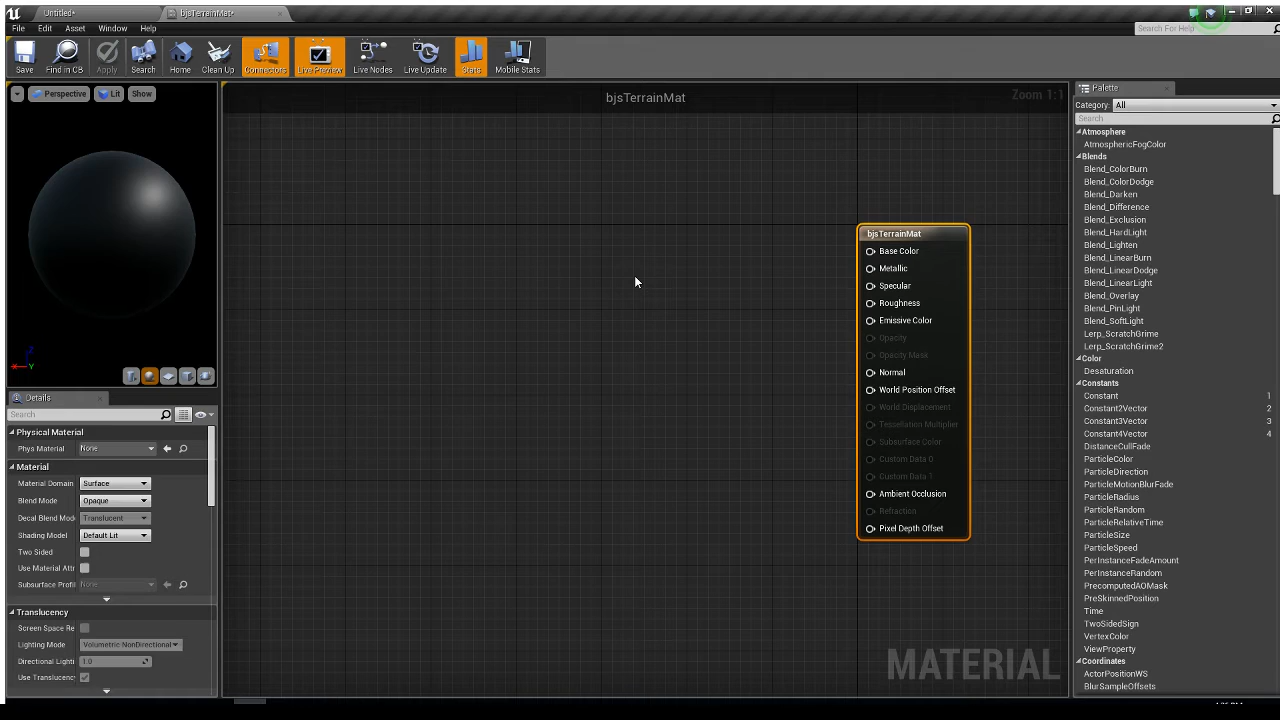 Untitled*
bjsTerrainMat*
File Edit Asset Window Help
Search For Help
Save Find in CB Apply Search Home Clean Up Connectors Live Preview Live Nodes Live Update Stats Mobile Stats
Perspective Lit Show
bjsTerrainMat
Zoom 1:1
bjsTerrainMat
Base Color
Metallic
Specular
Roughness
Emissive Color
Opacity
Opacity Mask
Normal
World Position Offset
World Displacement
Tessellation Multiplier
Subsurface Color
Custom Data 0
Custom Data 1
Ambient Occlusion
Refraction
Pixel Depth Offset
MATERIAL
Z
Y
Details
Search
Physical Material
Phys Material None
Material
Material Domain Surface
Blend Mode Opaque
Decal Blend Mod Translucent
Shading Model Default Lit
Two Sided
Use Material Attr
Subsurface Profi None
Translucency
Screen Space Re
Lighting Mode Volumetric NonDirectional
Directional Lighti 1.0
Use Translucency
Palette
Category: All
Search
Atmosphere
AtmosphericFogColor
Blends
Blend_ColorBurn
Blend_ColorDodge
Blend_Darken
Blend_Difference
Blend_Exclusion
Blend_HardLight
Blend_Lighten
Blend_LinearBurn
Blend_LinearDodge
Blend_LinearLight
Blend_Overlay
Blend_PinLight
Blend_SoftLight
Lerp_ScratchGrime
Lerp_ScratchGrime2
Color
Desaturation
Constants
Constant 1
Constant2Vector 2
Constant3Vector 3
Constant4Vector 4
DistanceCullFade
ParticleColor
ParticleDirection
ParticleMotionBlurFade
ParticleRadius
ParticleRandom
ParticleRelativeTime
ParticleSize
ParticleSpeed
PerInstanceFadeAmount
PerInstanceRandom
PrecomputedAOMask
PreSkinnedPosition
Time
TwoSidedSign
VertexColor
ViewProperty
Coordinates
ActorPositionWS
BlurSampleOffsets